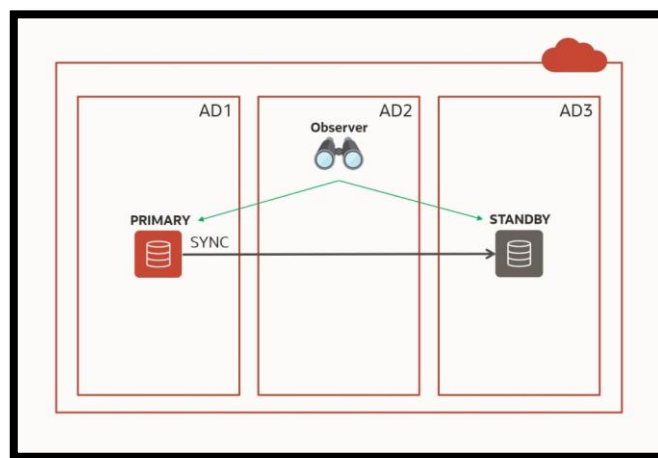 AD1
AD2
AD3
Observer
PRIMARY
STANDBY
SYNC